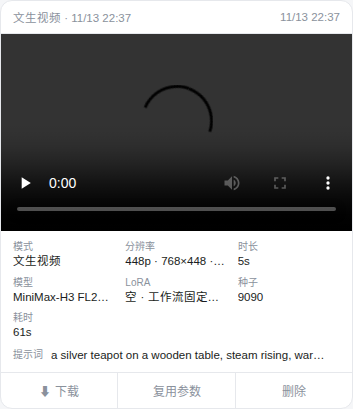 文生视频 · 11/13 22:37
11/13 22:37
0:00
模式
分辨率
时长
文生视频
448p · 768×448 ·...
5s
模型
LoRA
种子
MiniMax-H3 FL2...
空 · 工作流固定...
9090
耗时
61s
提示词 a silver teapot on a wooden table, steam rising, war...
下载
复用参数
删除